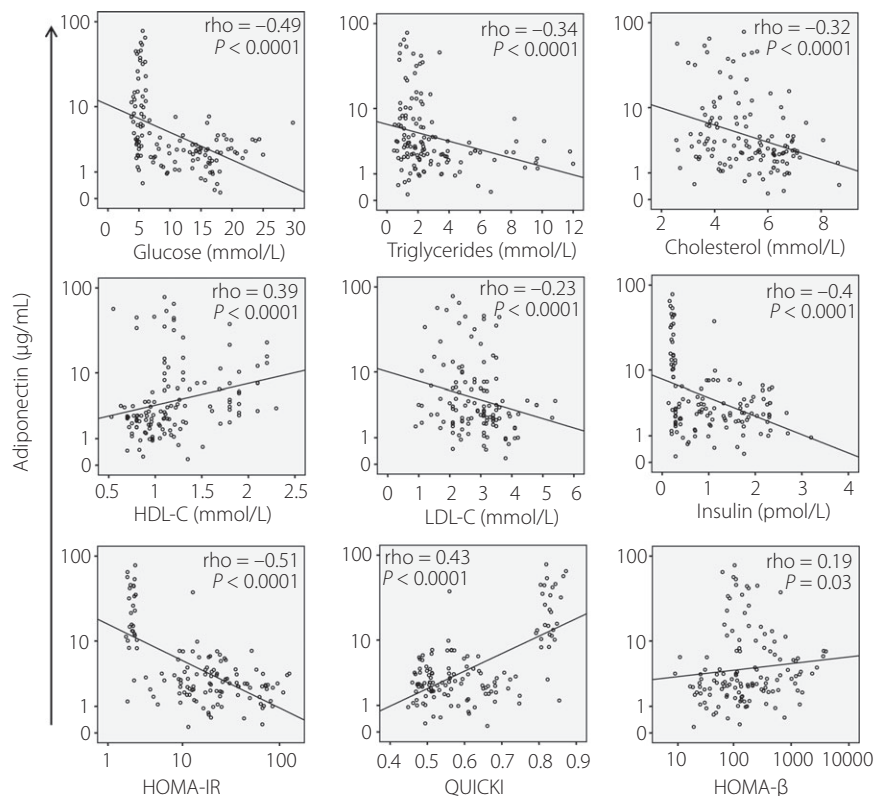 Adiponectin (µg/mL)
rho = –0.49
P < 0.0001
100
10
1
0
0 5 10 15 20 25 30
Glucose (mmol/L)
rho = –0.34
P < 0.0001
100
10
1
0
0 2 4 6 8 10 12
Triglycerides (mmol/L)
rho = –0.32
P < 0.0001
100
10
1
0
2 4 6 8
Cholesterol (mmol/L)
rho = 0.39
P < 0.0001
100
10
1
0
0.5 1 1.5 2 2.5
HDL-C (mmol/L)
rho = –0.23
P < 0.0001
100
10
1
0
0 1 2 3 4 5 6
LDL-C (mmol/L)
rho = –0.4
P < 0.0001
100
10
1
0
0 1 2 3 4
Insulin (pmol/L)
rho = –0.51
P < 0.0001
100
10
1
0
1 10 100
HOMA-IR
rho = 0.43
P < 0.0001
100
10
1
0
0.4 0.5 0.6 0.7 0.8 0.9
QUICKI
rho = 0.19
P = 0.03
100
10
1
0
10 100 1000 10000
HOMA-β